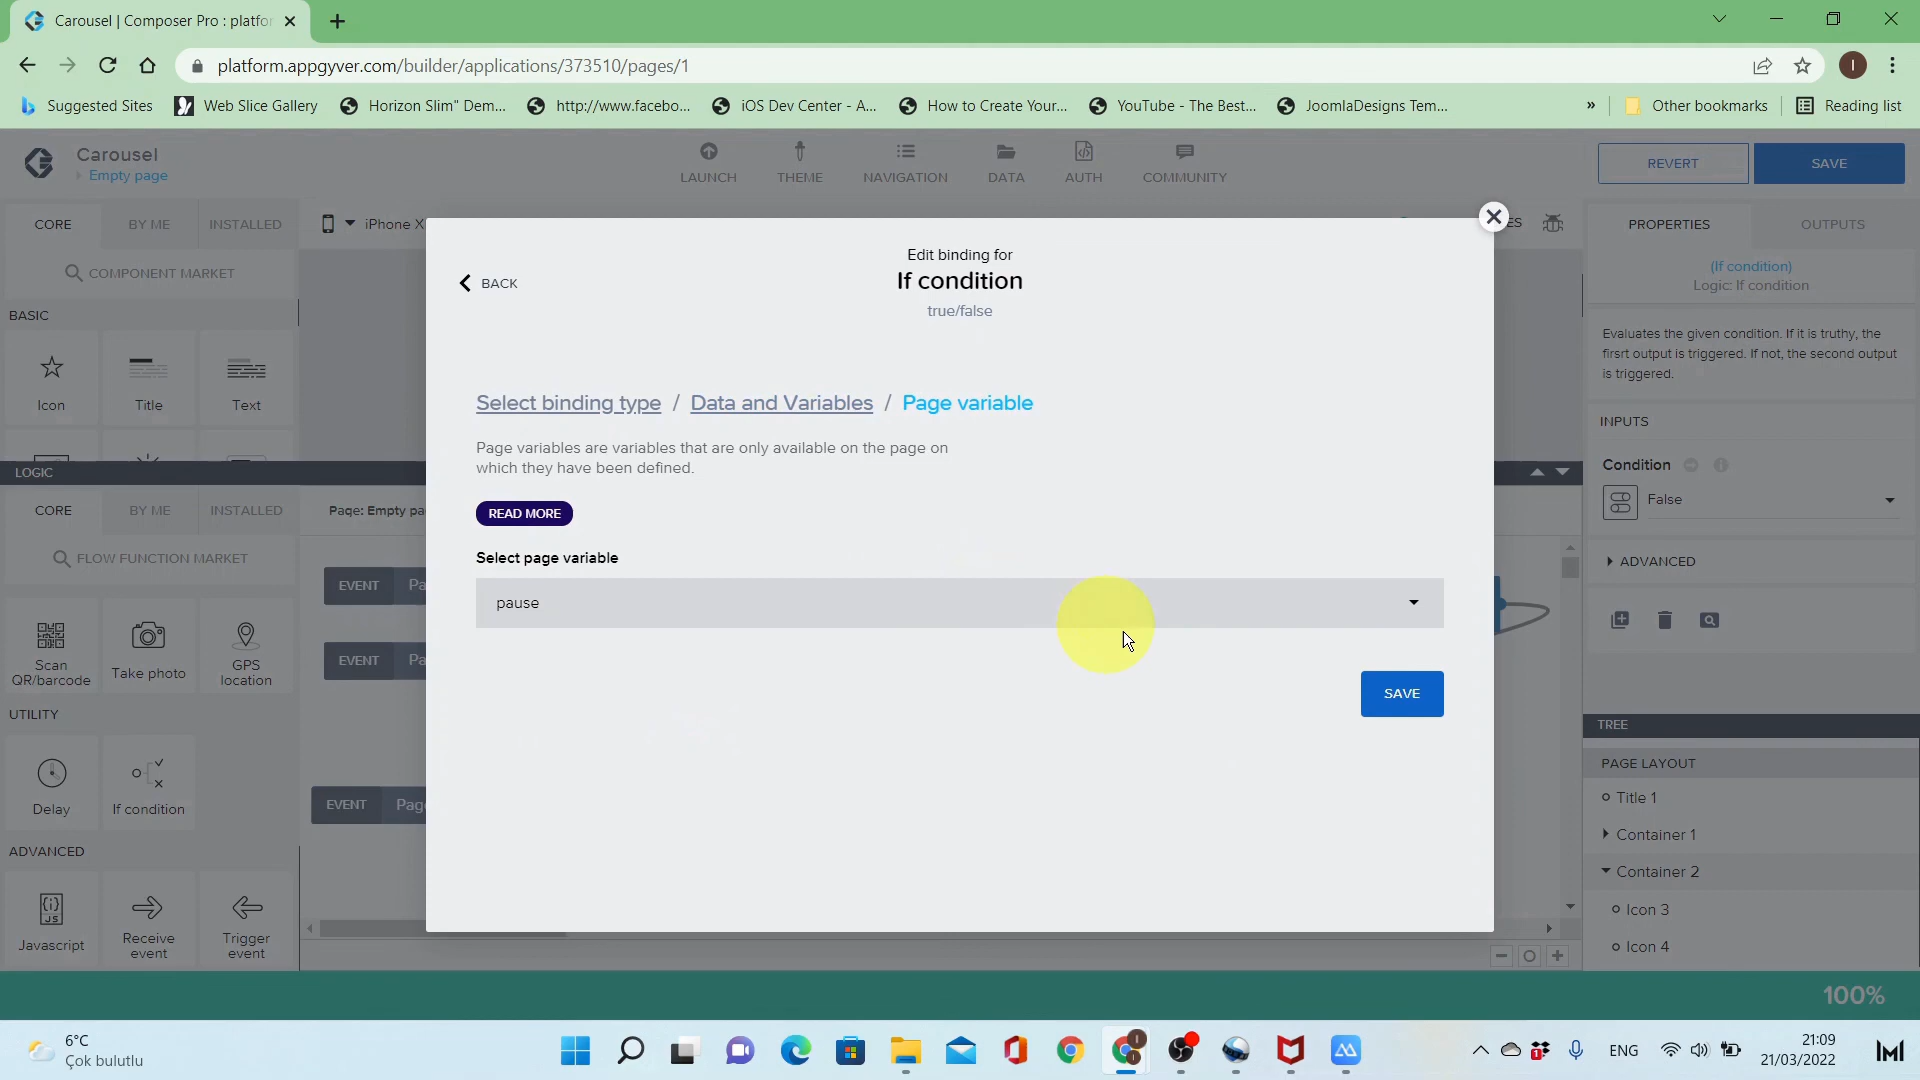 Carousel | Composer Pro : platfor
platform.appgyver.com/builder/applications/373510/pages/1
I
Suggested Sites
Web Slice Gallery
Horizon Slim" Dem...
http://www.facebo...
iOS Dev Center - A...
How to Create Your...
YouTube - The Best...
JoomlaDesigns Tem...
»
Other bookmarks
Reading list
Carousel
Empty page
LAUNCH
THEME
NAVIGATION
DATA
AUTH
COMMUNITY
REVERT
SAVE
CORE
BY ME
INSTALLED
iPhone X
ES
PROPERTIES
OUTPUTS
COMPONENT MARKET
BASIC
Icon
Title
Text
LOGIC
CORE
BY ME
INSTALLED
Page: Empty pa
FLOW FUNCTION MARKET
EVENT
Pa
EVENT
Pa
Scan
QR/barcode
Take photo
GPS
location
UTILITY
Delay
If condition
EVENT
Pag
ADVANCED
JS
Javascript
Receive
event
Trigger
event
Edit binding for
BACK
If condition
true/false
Select binding type / Data and Variables / Page variable
Page variables are variables that are only available on the page on
which they have been defined.
READ MORE
Select page variable
pause
SAVE
(If condition)
Logic: If condition
Evaluates the given condition. If it is truthy, the
firsrt output is triggered. If not, the second output
is triggered.
INPUTS
Condition
False
ADVANCED
TREE
PAGE LAYOUT
Title 1
Container 1
Container 2
Icon 3
Icon 4
100%
6°C
Çok bulutlu
I
1
ENG
21:09
21/03/2022